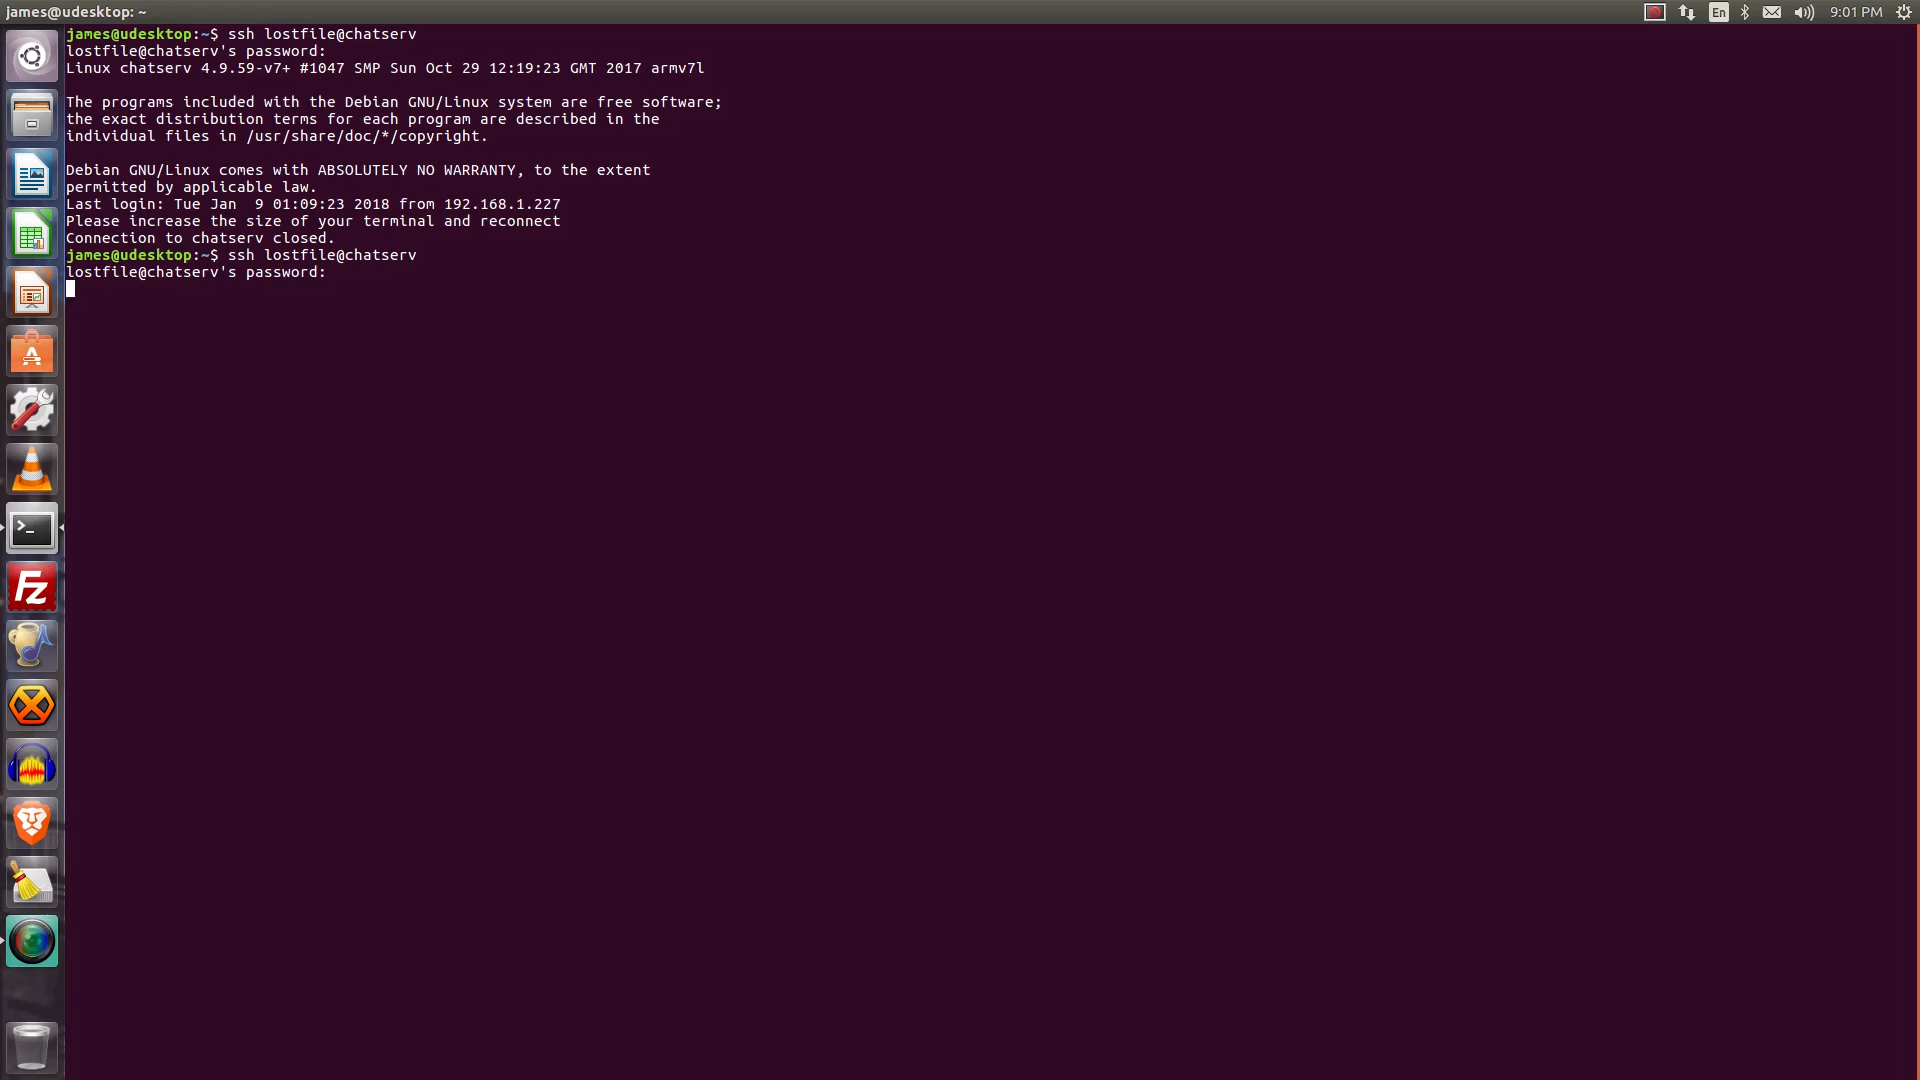 james@udesktop: ~
En
9:01 PM
james@udesktop:~$ ssh lostfile@chatserv
lostfile@chatserv's password:
Linux chatserv 4.9.59-v7+ #1047 SMP Sun Oct 29 12:19:23 GMT 2017 armv7l
The programs included with the Debian GNU/Linux system are free software;
the exact distribution terms for each program are described in the
individual files in /usr/share/doc/*/copyright.
Debian GNU/Linux comes with ABSOLUTELY NO WARRANTY, to the extent
permitted by applicable law.
Last login: Tue Jan  9 01:09:23 2018 from 192.168.1.227
Please increase the size of your terminal and reconnect
Connection to chatserv closed.
james@udesktop:~$ ssh lostfile@chatserv
lostfile@chatserv's password:
A
>_
Fz